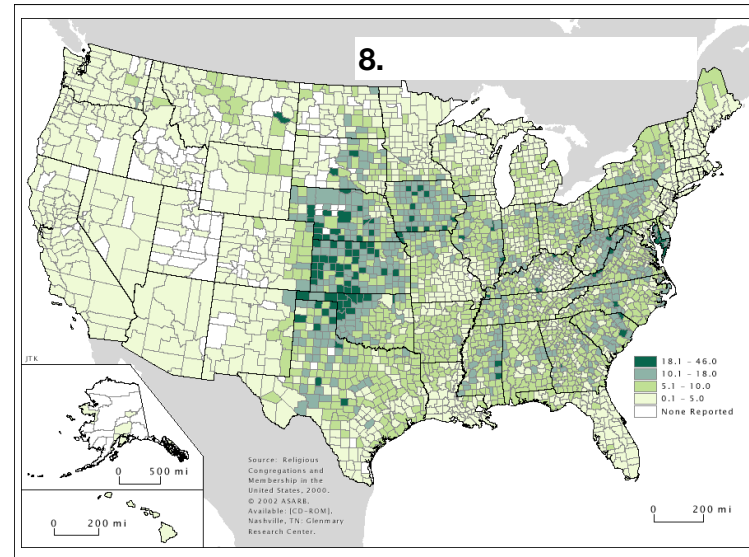 8.
JTK
18.1 – 46.0
10.1 – 18.0
5.1 – 10.0
0.1 – 5.0
None Reported
0 500 mi
0 200 mi
Source: Religious
Congregations and
Membership in the
United States, 2000.
© 2002 ASARB.
Available: [CD-ROM].
Nashville, TN: Glenmary
Research Center.
0 200 mi